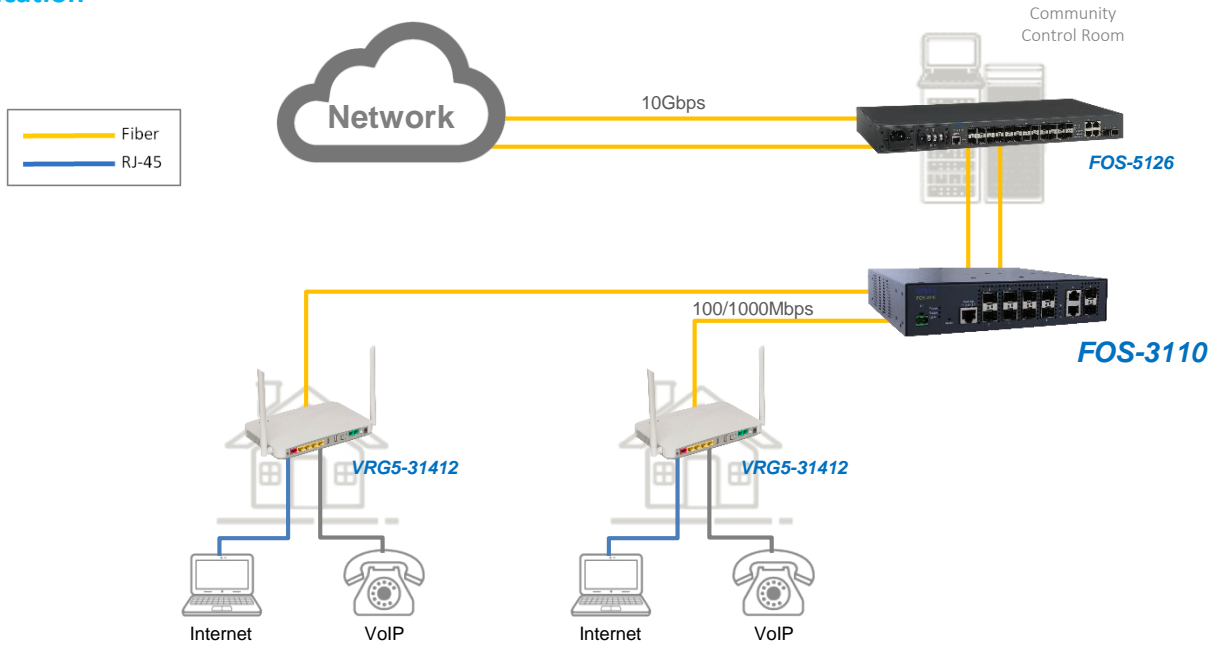 Community
Control Room
Network
10Gbps
Fiber
RJ-45
FOS-5126
100/1000Mbps
FOS-3110
VRG5-31412
VRG5-31412
Internet
VoIP
Internet
VoIP